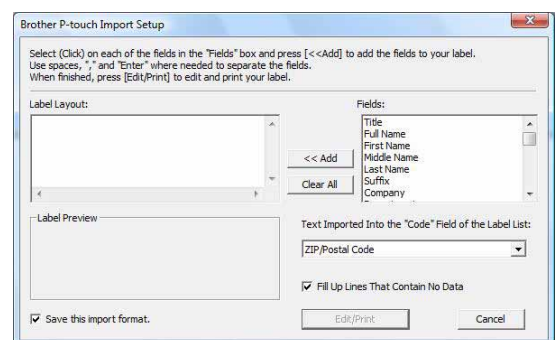 Brother P-touch Import Setup
Select (Click) on each of the fields in the "Fields" box and press [<<Add] to add the fields to your label.
Use spaces, "," and "Enter" where needed to separate the fields.
When finished, press [Edit/Print] to edit and print your label.
Label Layout:
Fields:
Title
Full Name
First Name
Middle Name
Last Name
Suffix
Company
<< Add
Clear All
Label Preview
Text Imported Into the "Code" Field of the Label List:
ZIP/Postal Code
Fill Up Lines That Contain No Data
Save this import format.
Edit/Print
Cancel